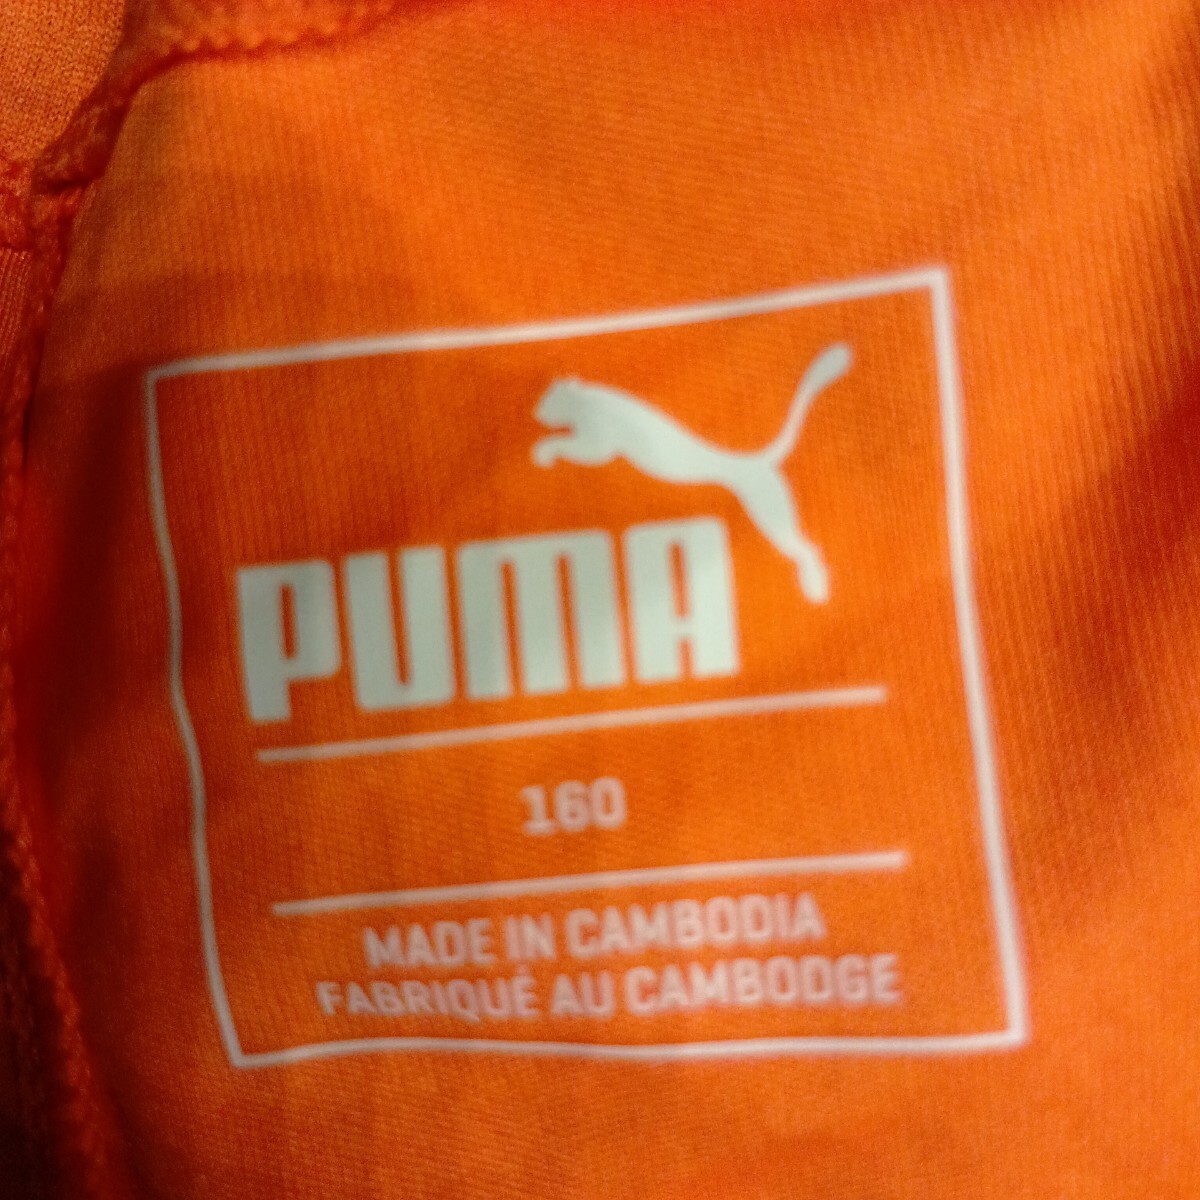 PUMA
160
MADE IN CAMBODIA
FABRIQUÉ AU CAMBODGE